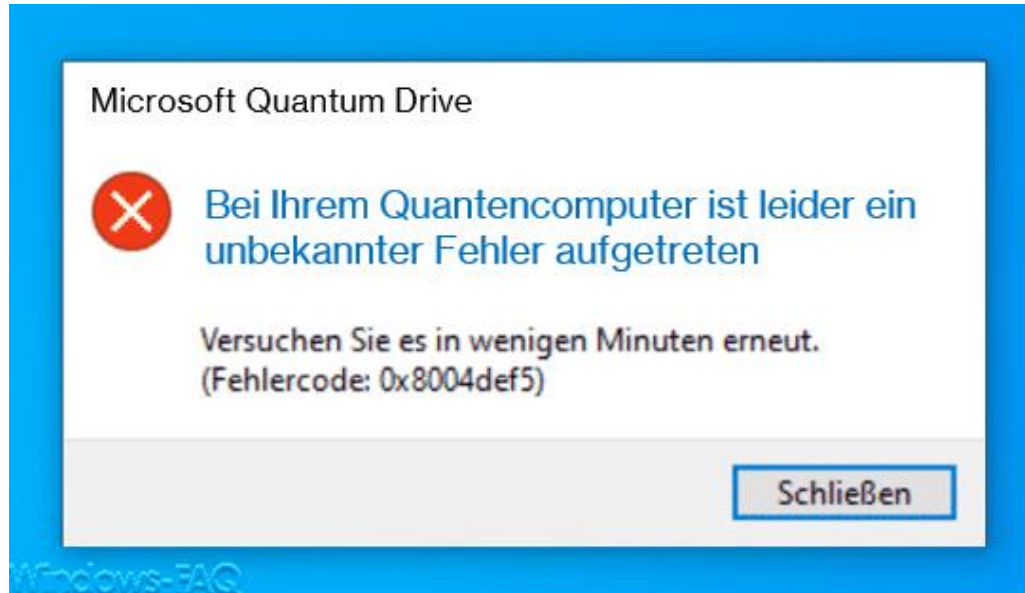 Microsoft Quantum Drive
Bei Ihrem Quantencomputer ist leider ein
unbekannter Fehler aufgetreten
Versuchen Sie es in wenigen Minuten erneut.
(Fehlercode: 0x8004def5)
Schließen
Windows-FAQ